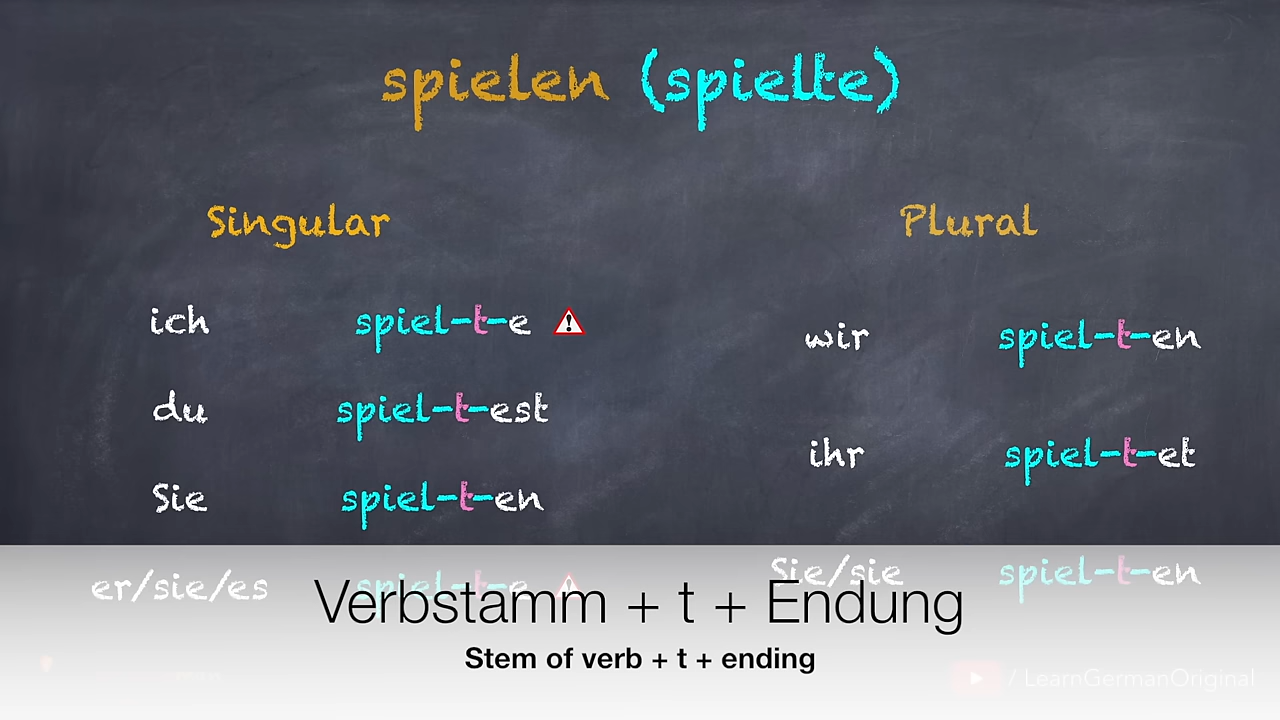 spielen (spielte)
Singular
ich spiel-t-e
du spiel-t-est
Sie spiel-t-en
er/sie/es spiel-t-e
Plural
wir spiel-t-en
ihr spiel-t-et
Sie/sie spiel-t-en
Verbstamm + t + Endung
Stem of verb + t + ending
/ LearnGermanOriginal